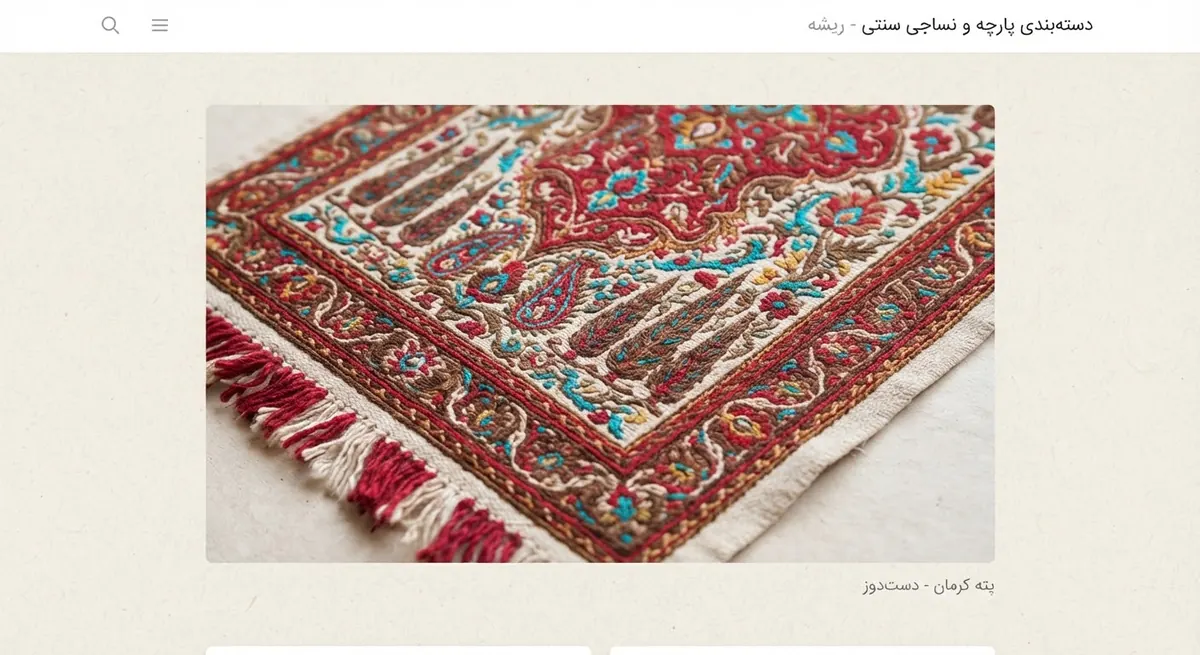 دسته‌بندی پارچه و نساجی سنتی - ریشه
پته کرمان - دست‌دوز